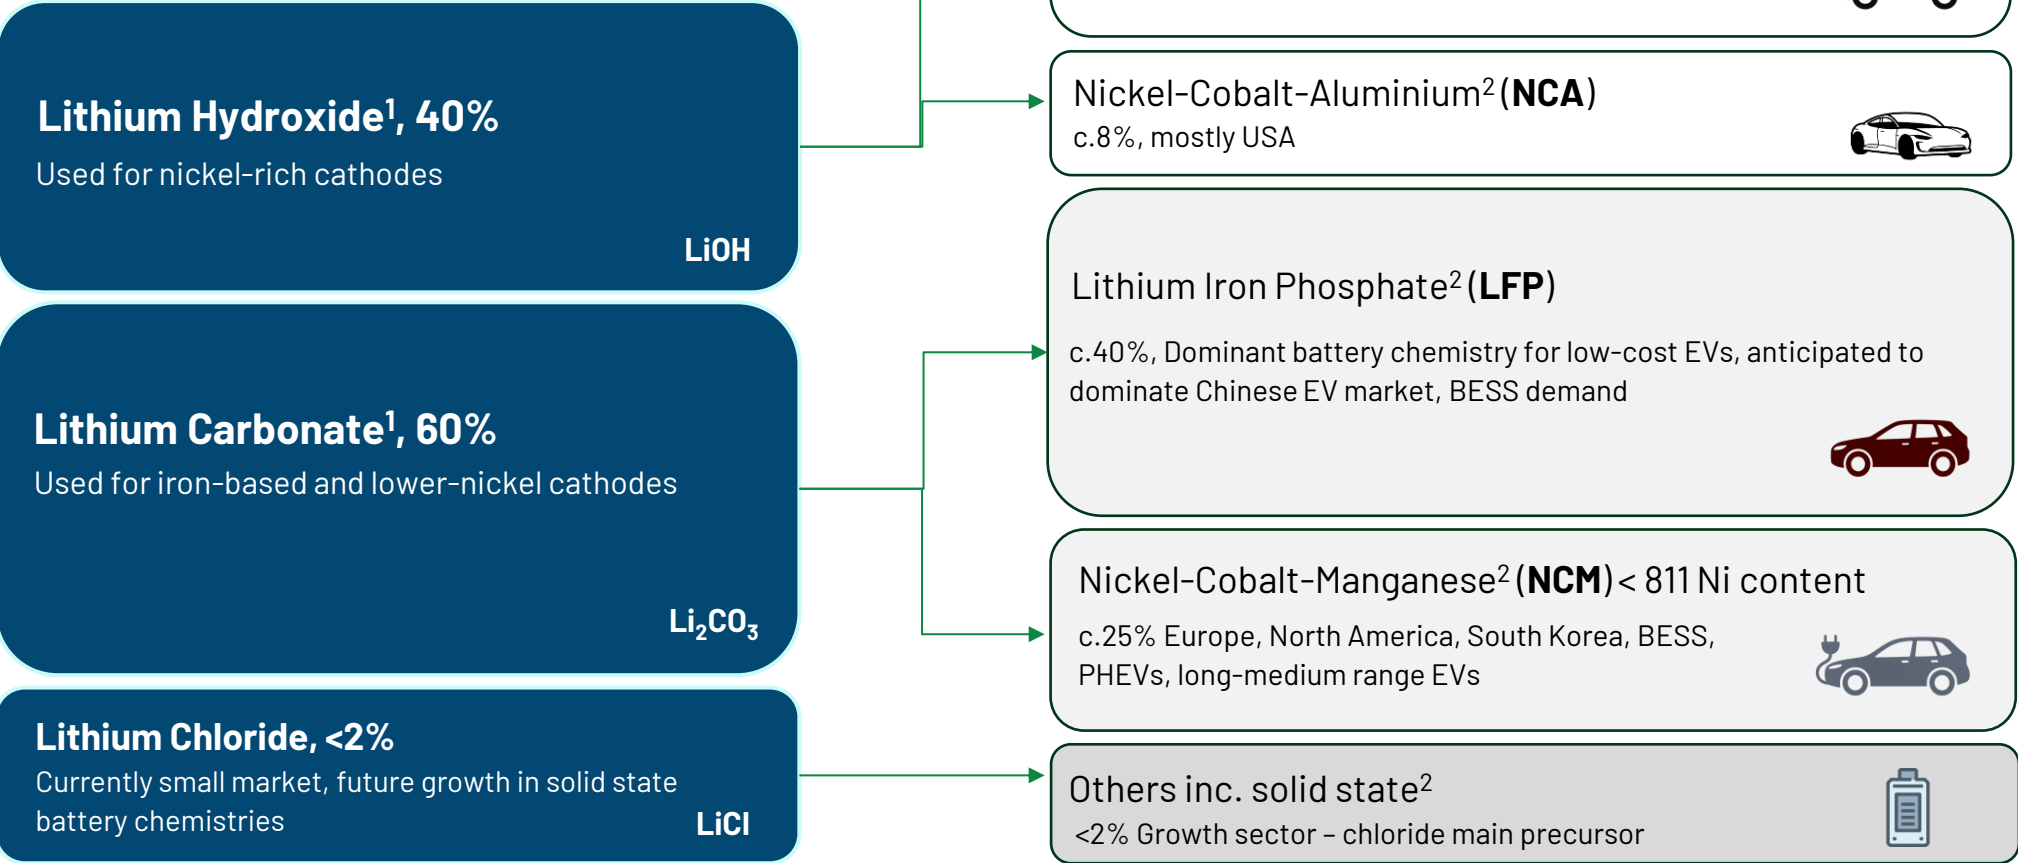 Lithium Hydroxide¹, 40%
Used for nickel-rich cathodes
LiOH
Lithium Carbonate¹, 60%
Used for iron-based and lower-nickel cathodes
Li₂CO₃
Lithium Chloride, <2%
Currently small market, future growth in solid state
battery chemistries
LiCl
Nickel-Cobalt-Aluminium² (NCA)
c.8%, mostly USA
Lithium Iron Phosphate² (LFP)
c.40%, Dominant battery chemistry for low-cost EVs, anticipated to
dominate Chinese EV market, BESS demand
Nickel-Cobalt-Manganese² (NCM) < 811 Ni content
c.25% Europe, North America, South Korea, BESS,
PHEVs, long-medium range EVs
Others inc. solid state²
<2% Growth sector – chloride main precursor